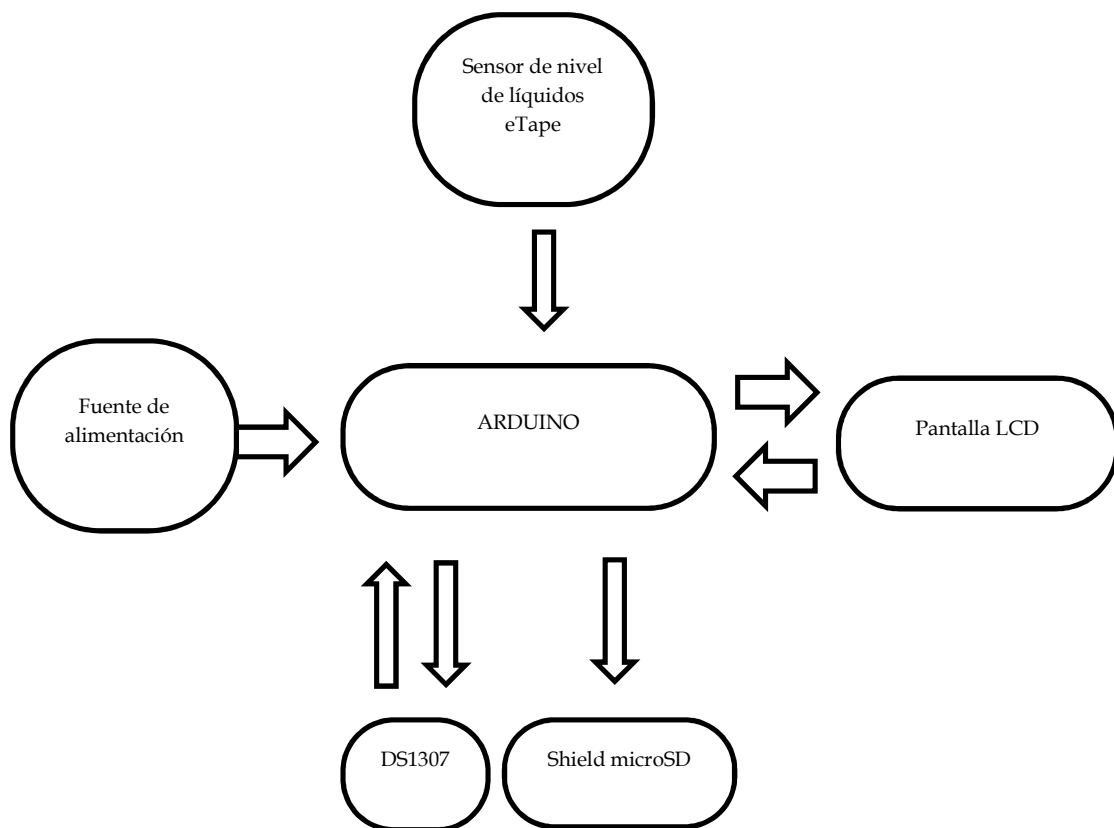 Sensor de nivel
de líquidos
eTape
Fuente de
alimentación
ARDUINO
Pantalla LCD
DS1307
Shield microSD